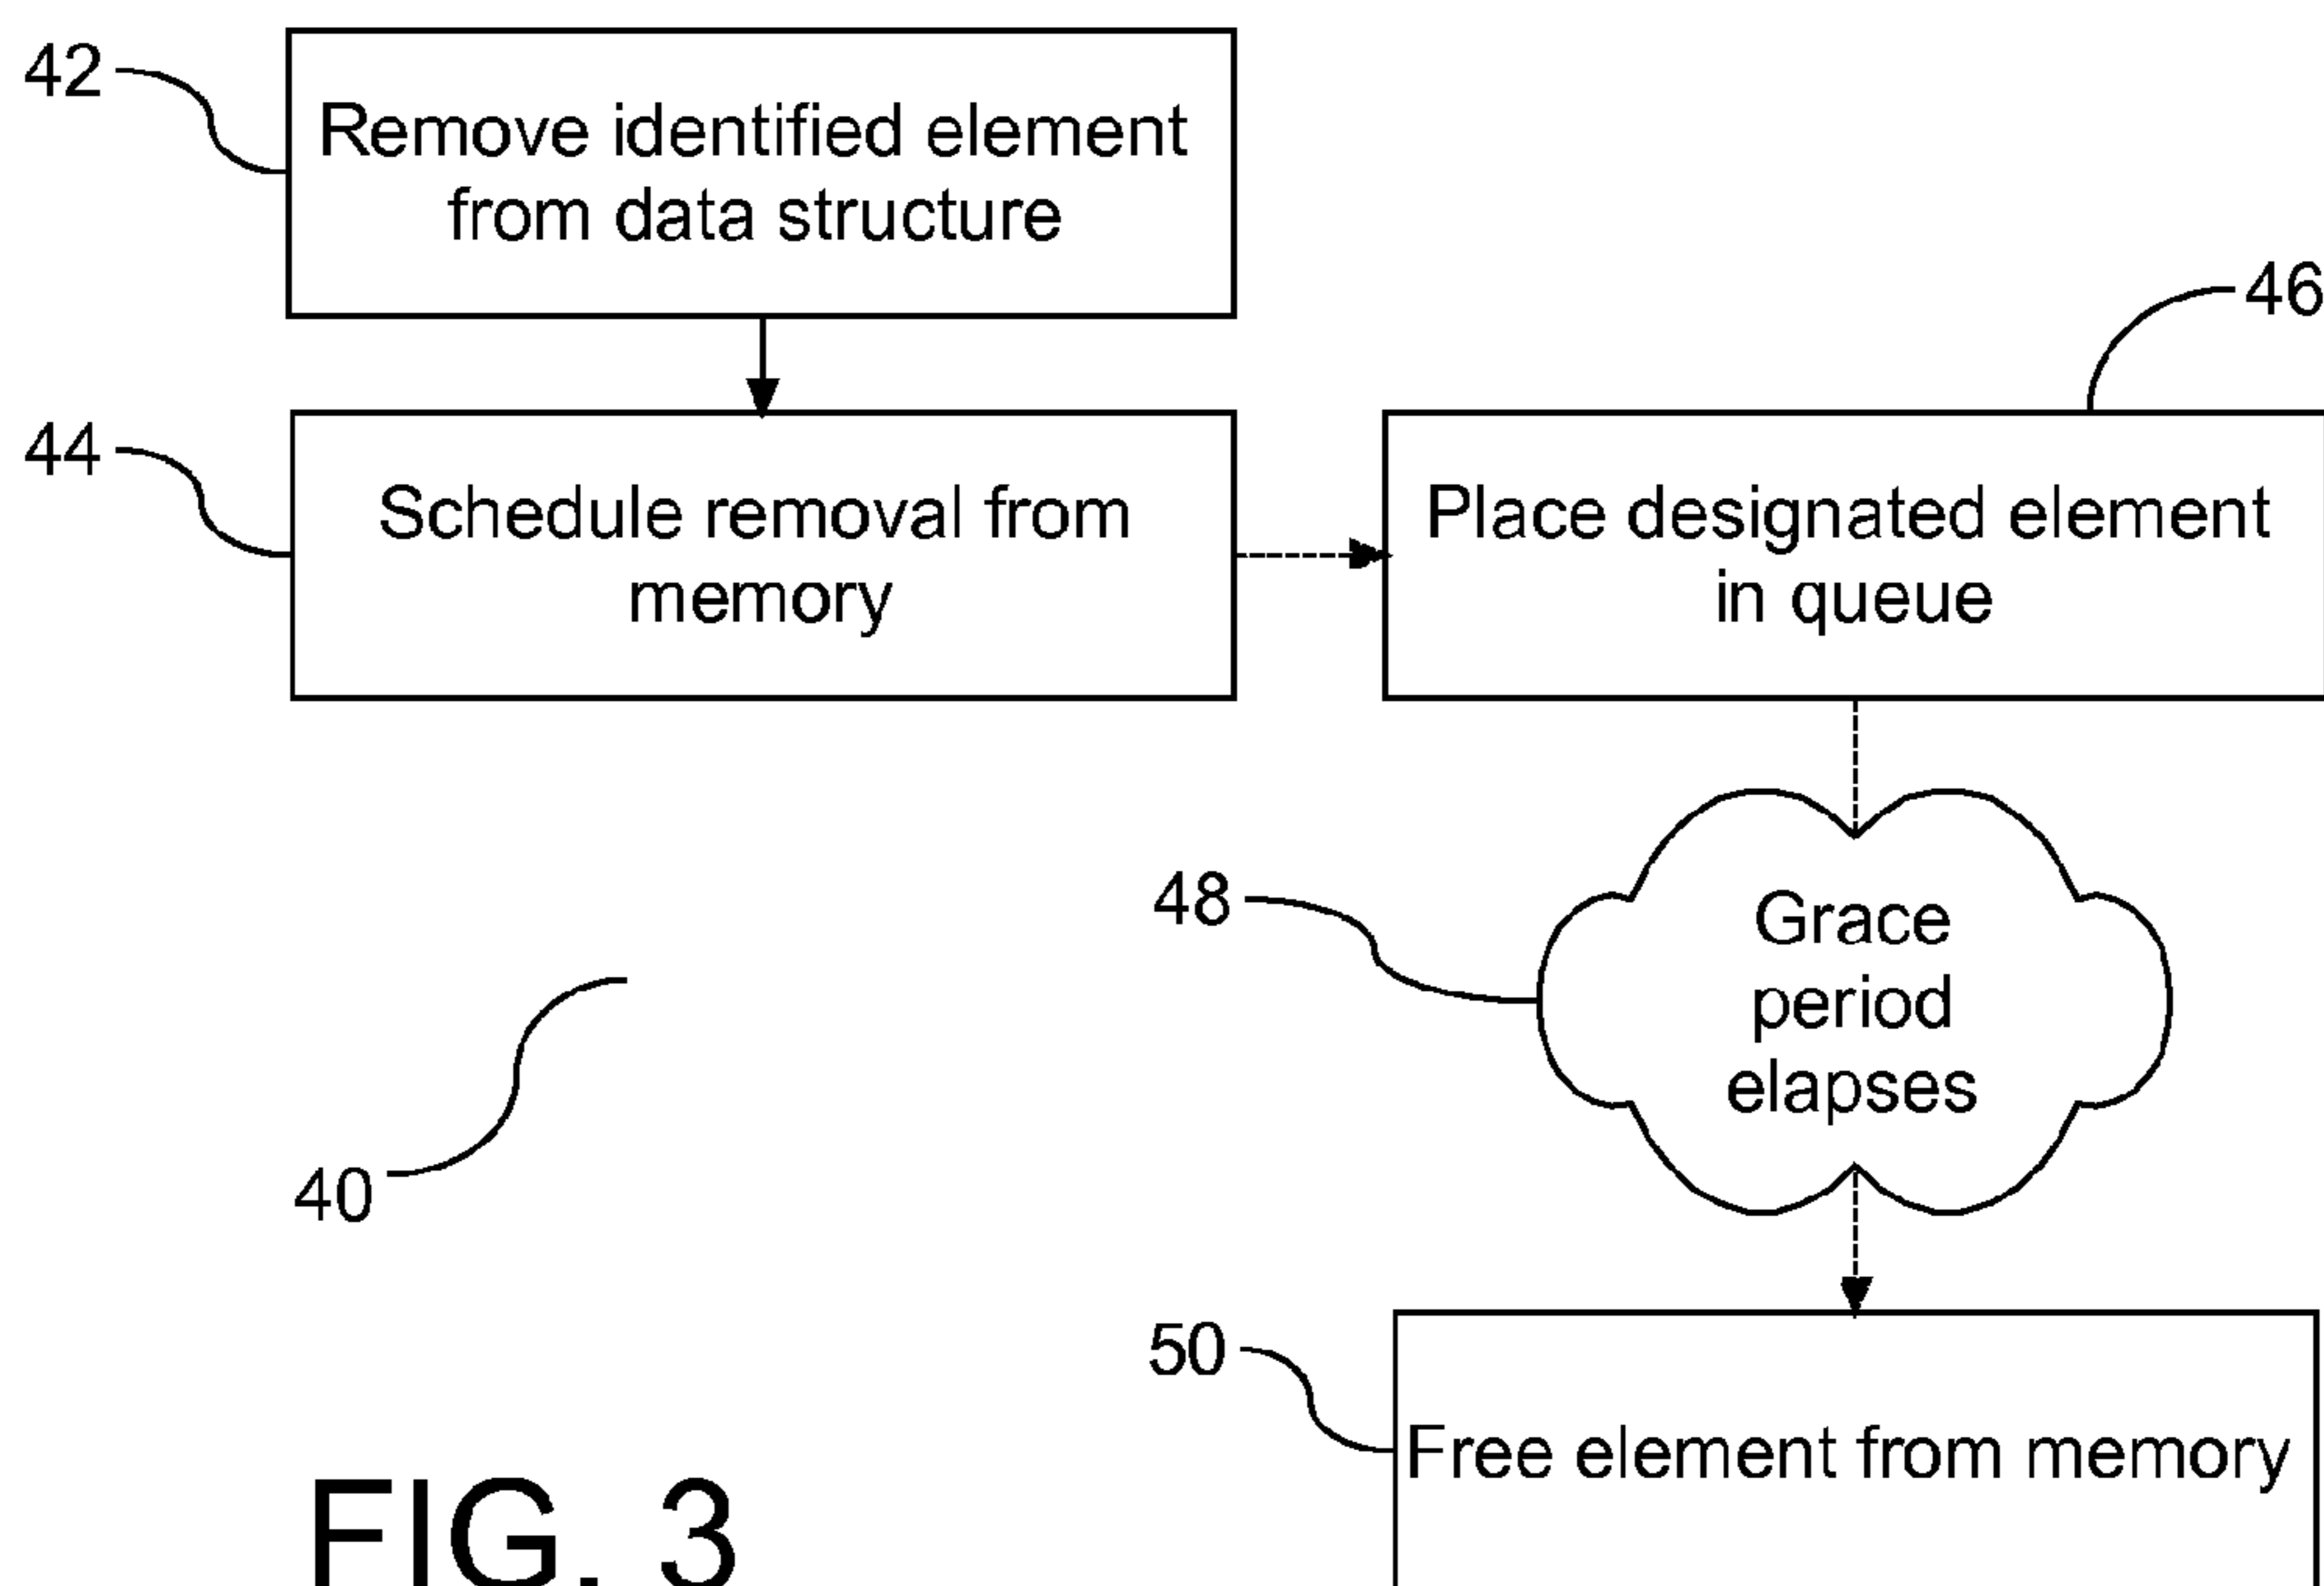 42
Remove identified element
from data structure
46
44
Schedule removal from
memory
Place designated element
in queue
48
Grace
period
elapses
40
50
Free element from memory
FIG. 3